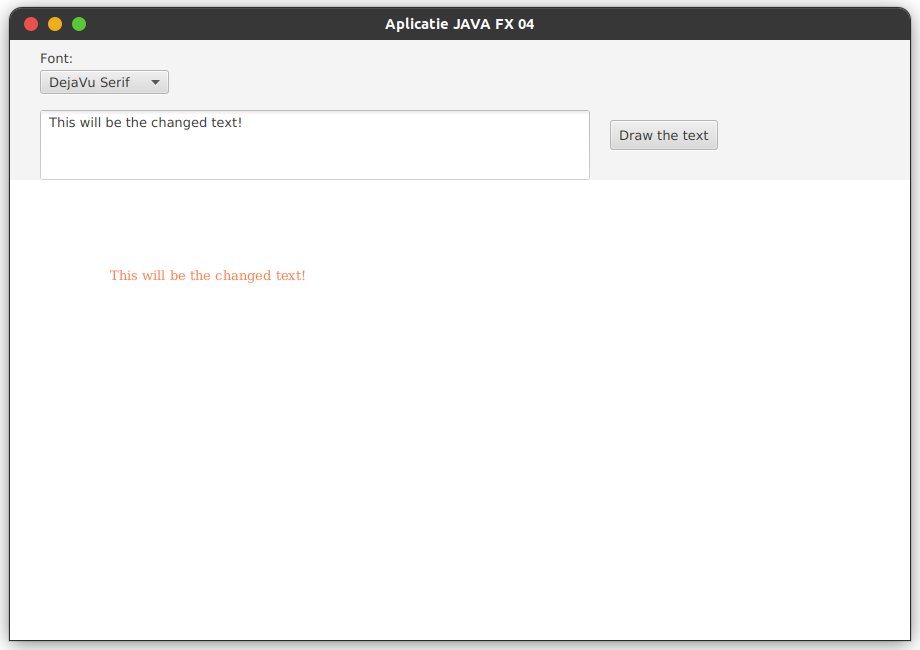 Aplicatie JAVA FX 04
Font:
DejaVu Serif
This will be the changed text!
Draw the text
This will be the changed text!